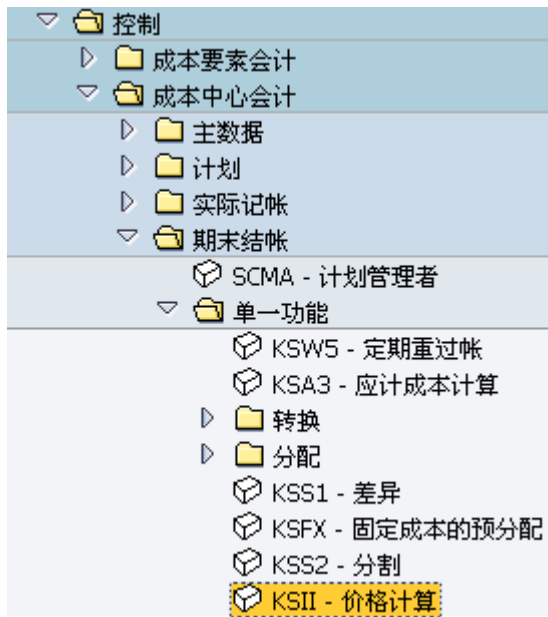 控制
成本要素会计
成本中心会计
主数据
计划
实际记帐
期末结帐
SCMA - 计划管理者
单一功能
KSW5 - 定期重过帐
KSA3 - 应计成本计算
转换
分配
KSS1 - 差异
KSFX - 固定成本的预分配
KSS2 - 分割
KSII - 价格计算